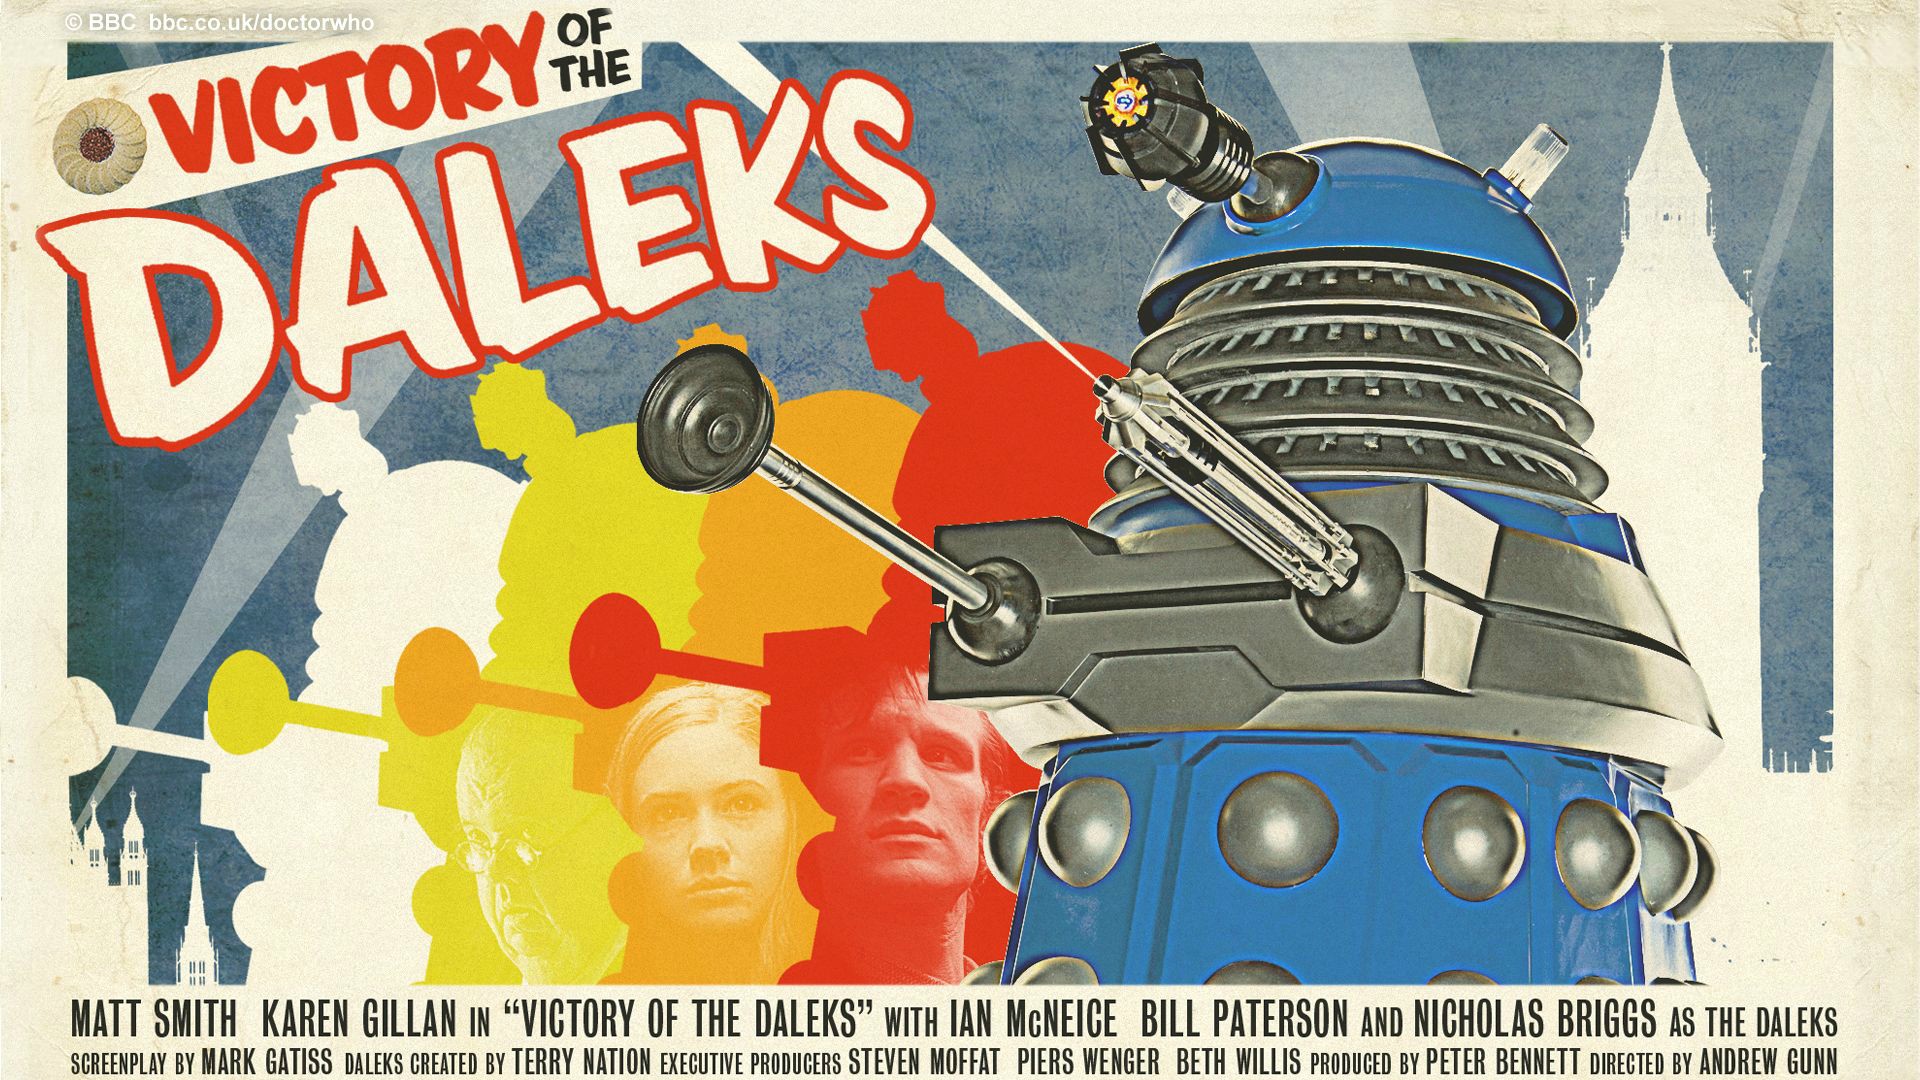 © BBC bbc.co.uk/doctorwho
VICTORY OF THE
DALEKS
MATT SMITH KAREN GILLAN IN “VICTORY OF THE DALEKS” WITH IAN McNEICE BILL PATERSON AND NICHOLAS BRIGGS AS THE DALEKS
SCREENPLAY BY MARK GATISS DALEKS CREATED BY TERRY NATION EXECUTIVE PRODUCERS STEVEN MOFFAT PIERS WENGER BETH WILLIS PRODUCED BY PETER BENNETT DIRECTED BY ANDREW GUNN